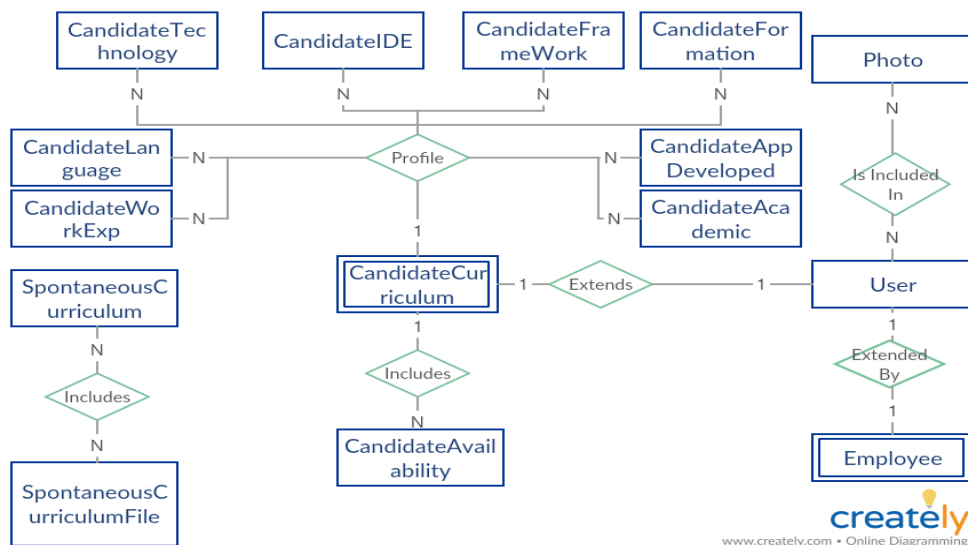 CandidateTec
hnology
CandidateIDE
CandidateFra
meWork
CandidateFor
mation
Photo
N
N
N
N
N
CandidateLan
guage
N
Profile
N
CandidateApp
Developed
Is Included
In
CandidateWo
rkExp
N
N
CandidateAca
demic
1
N
SpontaneousC
urriculum
CandidateCur
riculum
1
Extends
1
User
1
1
N
Includes
Includes
Extended
By
N
N
1
SpontaneousC
urriculumFile
CandidateAvail
ability
Employee
creately
www.creately.com • Online Diagramming